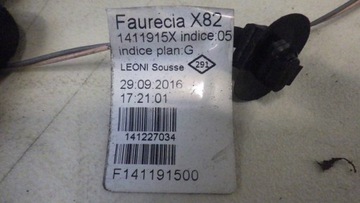 Faurecia X82
1411915X indice:05
indice plan:G
LEONI Sousse 291
29.09.2016
17:21:01
141227034
F141191500